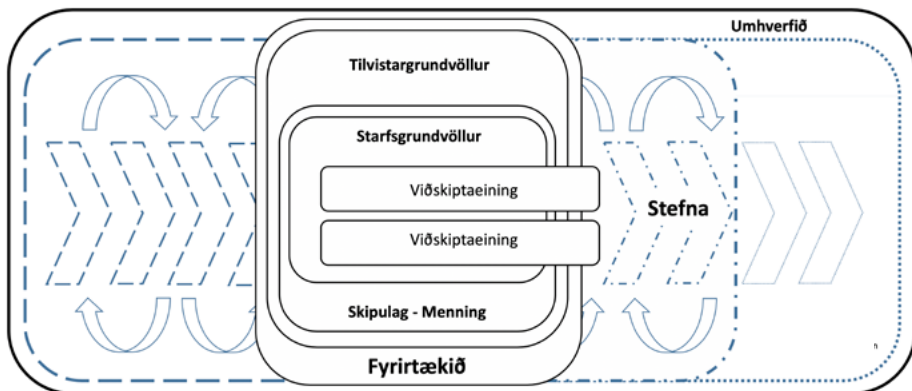 Umhverfið
Tilvistargrundvöllur
Starfsgrundvöllur
Viðskiptaeining
Stefna
Viðskiptaeining
Skipulag - Menning
Fyrirtækið